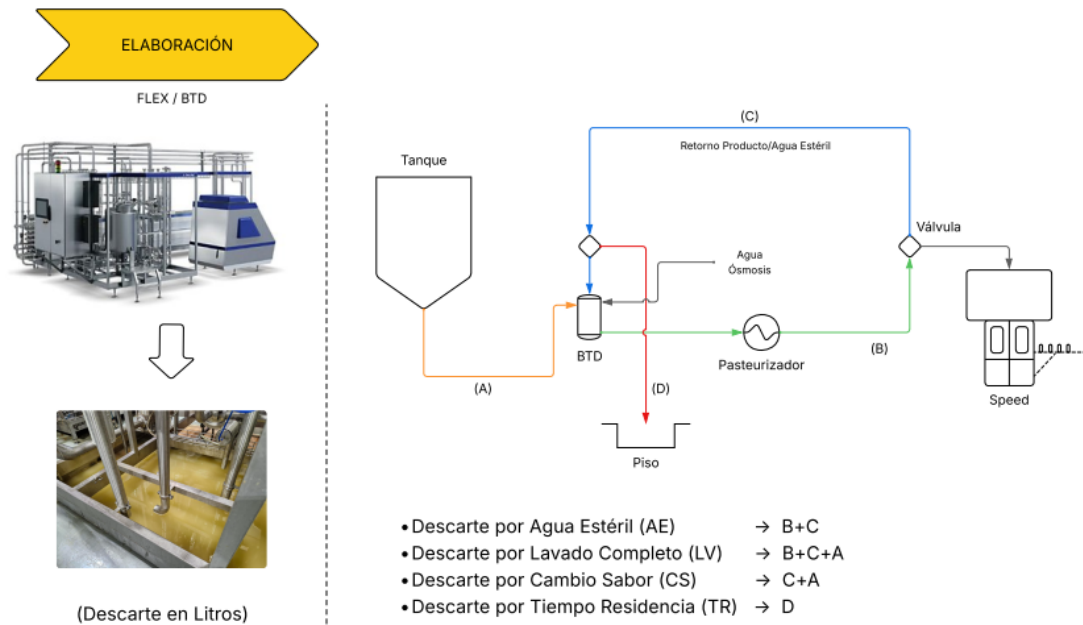 ELABORACIÓN
FLEX / BTD
(Descarte en Litros)
(C)
Retorno Producto/Agua Estéril
Tanque
Válvula
Agua
Ósmosis
BTD
Pasteurizador
(B)
(A)
(D)
Speed
Piso
• Descarte por Agua Estéril (AE) → B+C
• Descarte por Lavado Completo (LV) → B+C+A
• Descarte por Cambio Sabor (CS) → C+A
• Descarte por Tiempo Residencia (TR) → D